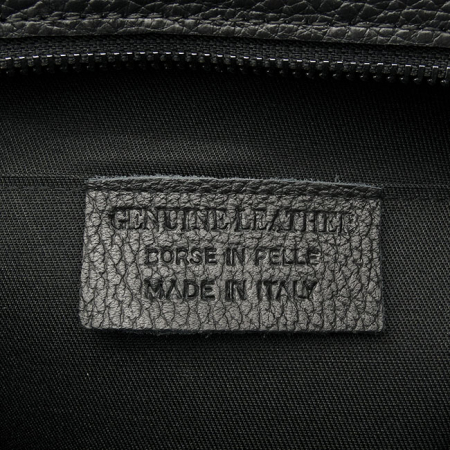 GENUINE LEATHER
BORSE IN PELLE
MADE IN ITALY